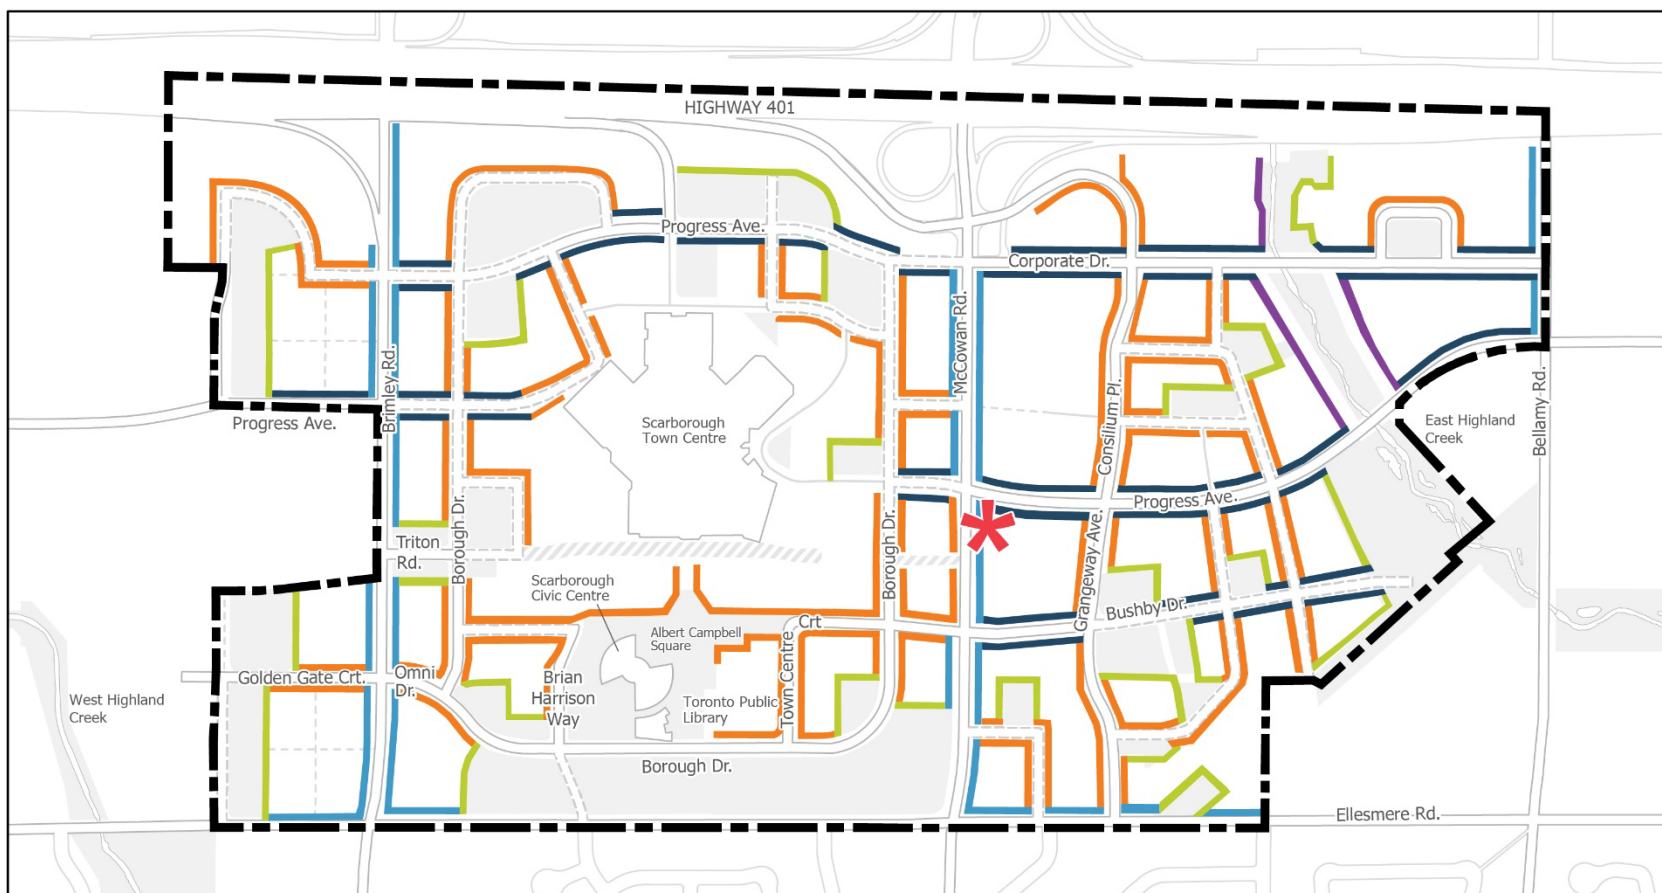 HIGHWAY 401
Progress Ave.
Corporate Dr.
McCowan Rd.
Brimley Rd.
Consilium Pl.
Bellamy Rd.
Progress Ave.
Scarborough
Town Centre
East Highland
Creek
Progress Ave.
Borough Dr.
Borough Dr.
Grangeway Ave.
Triton
Rd.
Scarborough
Civic Centre
Bushby Dr.
Albert Campbell
Square
Town Centre
Crt
Golden Gate Crt.
Omni
Dr.
Brian
Harrison
Way
Toronto Public
Library
West Highland
Creek
Borough Dr.
Ellesmere Rd.